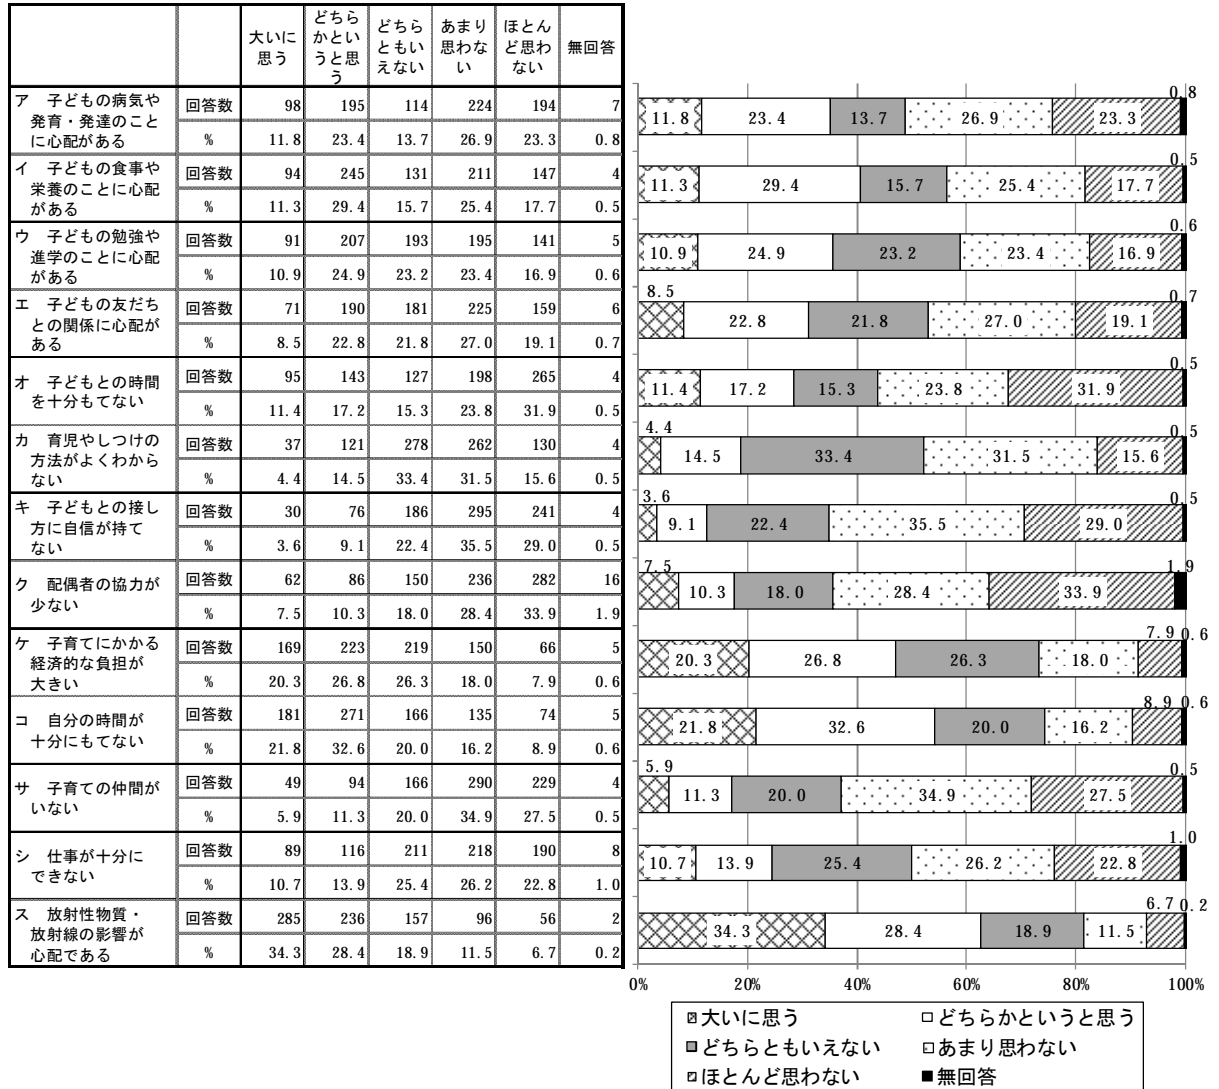 大いに思う どちらかというと思う どちらともいえない あまり思わない ほとんど思わない 無回答
ア 子どもの病気や発育・発達のことに心配がある
回答数 98 195 114 224 194 7
% 11.8 23.4 13.7 26.9 23.3 0.8
イ 子どもの食事や栄養のことに心配がある
回答数 94 245 131 211 147 4
% 11.3 29.4 15.7 25.4 17.7 0.5
ウ 子どもの勉強や進学のことに心配がある
回答数 91 207 193 195 141 5
% 10.9 24.9 23.2 23.4 16.9 0.6
エ 子どもの友だちとの関係に心配がある
回答数 71 190 181 225 159 6
% 8.5 22.8 21.8 27.0 19.1 0.7
オ 子どもとの時間を十分もてない
回答数 95 143 127 198 265 4
% 11.4 17.2 15.3 23.8 31.9 0.5
カ 育児やしつけの方法がよくわからない
回答数 37 121 278 262 130 4
% 4.4 14.5 33.4 31.5 15.6 0.5
キ 子どもとの接し方に自信が持てない
回答数 30 76 186 295 241 4
% 3.6 9.1 22.4 35.5 29.0 0.5
ク 配偶者の協力が少ない
回答数 62 86 150 236 282 16
% 7.5 10.3 18.0 28.4 33.9 1.9
ケ 子育てにかかる経済的な負担が大きい
回答数 169 223 219 150 66 5
% 20.3 26.8 26.3 18.0 7.9 0.6
コ 自分の時間が十分にもてない
回答数 181 271 166 135 74 5
% 21.8 32.6 20.0 16.2 8.9 0.6
サ 子育ての仲間がいない
回答数 49 94 166 290 229 4
% 5.9 11.3 20.0 34.9 27.5 0.5
シ 仕事が十分にできない
回答数 89 116 211 218 190 8
% 10.7 13.9 25.4 26.2 22.8 1.0
ス 放射性物質・放射線の影響が心配である
回答数 285 236 157 96 56 2
% 34.3 28.4 18.9 11.5 6.7 0.2
11.8 23.4 13.7 26.9 23.3 0.8
11.3 29.4 15.7 25.4 17.7 0.5
10.9 24.9 23.2 23.4 16.9 0.6
8.5 22.8 21.8 27.0 19.1 0.7
11.4 17.2 15.3 23.8 31.9 0.5
4.4 14.5 33.4 31.5 15.6 0.5
3.6 9.1 22.4 35.5 29.0 0.5
7.5 10.3 18.0 28.4 33.9 1.9
20.3 26.8 26.3 18.0 7.9 0.6
21.8 32.6 20.0 16.2 8.9 0.6
5.9 11.3 20.0 34.9 27.5 0.5
10.7 13.9 25.4 26.2 22.8 1.0
34.3 28.4 18.9 11.5 6.7 0.2
0% 20% 40% 60% 80% 100%
大いに思う どちらかというと思う
どちらともいえない あまり思わない
ほとんど思わない 無回答